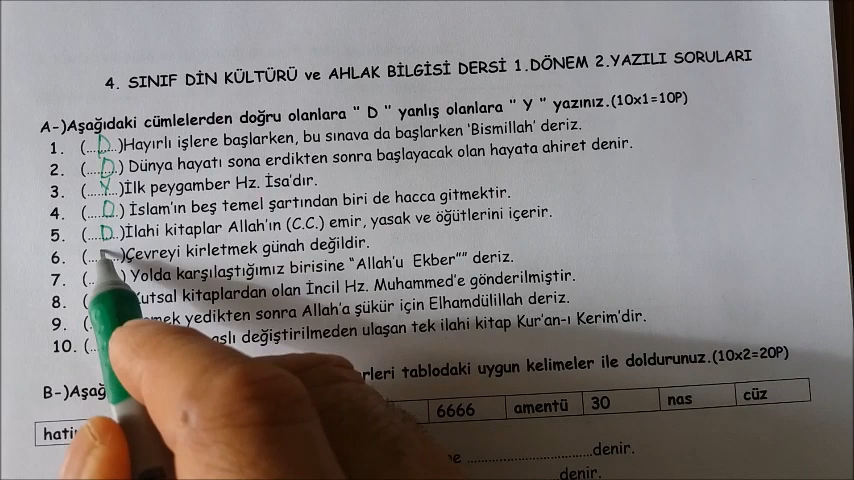 4. SINIF DİN KÜLTÜRÜ ve AHLAK BİLGİSİ DERSİ 1.DÖNEM 2.YAZILI SORULARI
A-)Aşağıdaki cümlelerden doğru olanlara " D " yanlış olanlara " Y " yazınız.(10x1=10P)
1. (...D...)Hayırlı işlere başlarken, bu sınava da başlarken 'Bismillah' deriz.
2. (...D...) Dünya hayatı sona erdikten sonra başlayacak olan hayata ahiret denir.
3. (...Y...)İlk peygamber Hz. İsa'dır.
4. (...D...) İslam'ın beş temel şartından biri de hacca gitmektir.
5. (...D...)İlahi kitaplar Allah'ın (C.C.) emir, yasak ve öğütlerini içerir.
6. (......)Çevreyi kirletmek günah değildir.
7. (...) Yolda karşılaştığımız birisine "Allah'u Ekber"" deriz.
8. ( Kutsal kitaplardan olan İncil Hz. Muhammed'e gönderilmiştir.
9. (. yedikten sonra Allah'a şükür için Elhamdülillah deriz.
10. (.. değiştirilmeden ulaşan tek ilahi kitap Kur'an-ı Kerim'dir.
B-)Aşağ tablodaki uygun kelimeler ile doldurunuz.(10x2=20P)
6666 amentü 30 nas cüz
..............................denir.
denir.